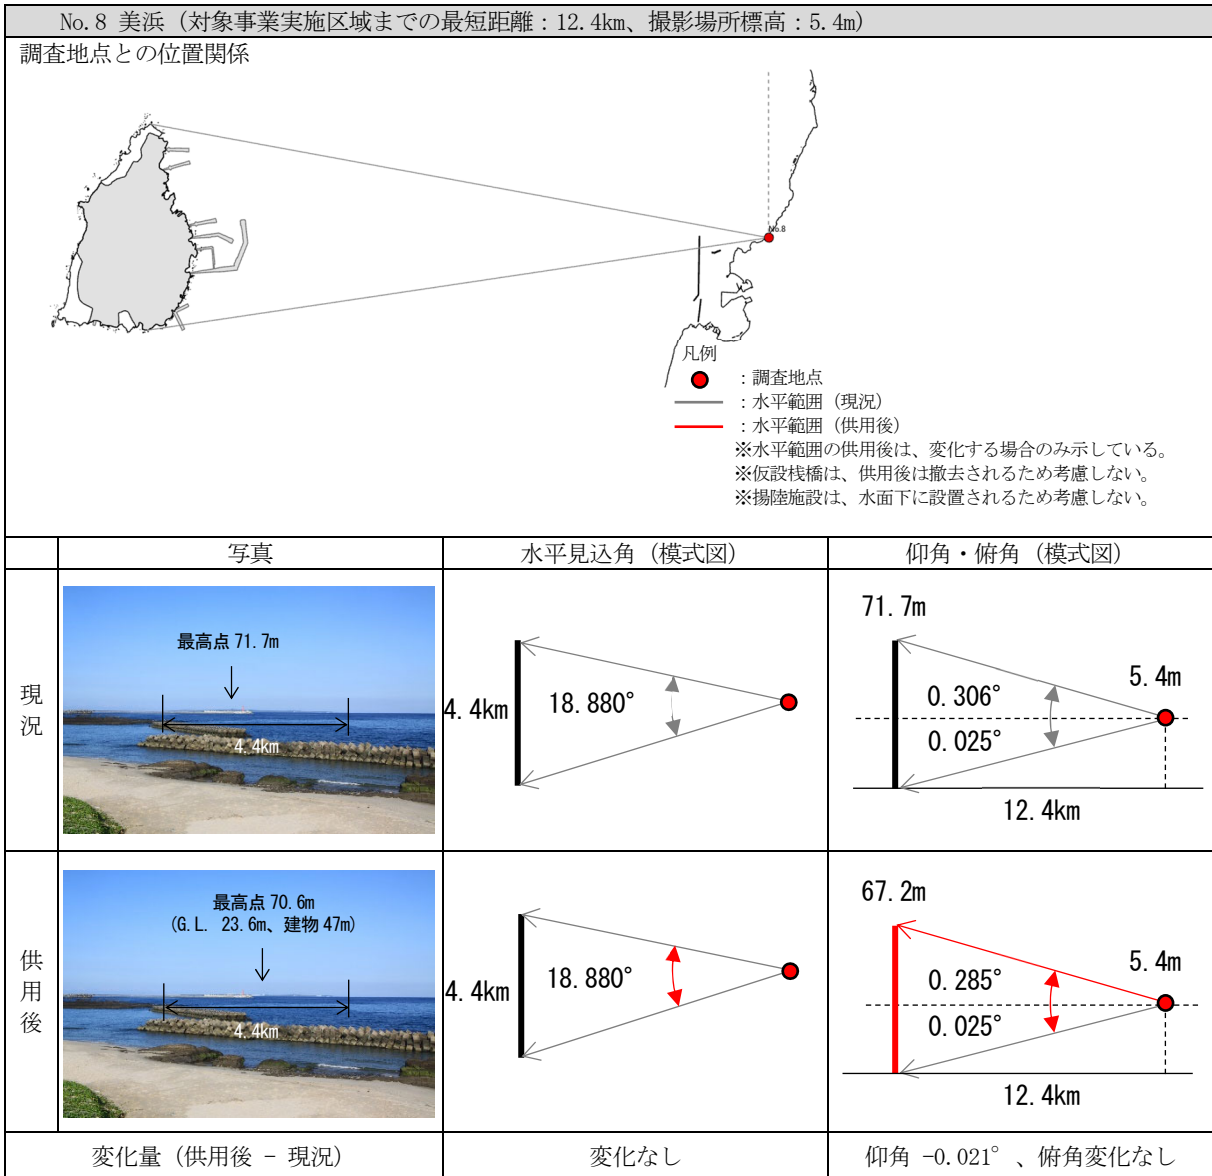 No.8 美浜（対象事業実施区域までの最短距離：12.4km、撮影場所標高：5.4m）
調査地点との位置関係
No.8
凡例
：調査地点
：水平範囲（現況）
：水平範囲（供用後）
※水平範囲の供用後は、変化する場合のみ示している。
※仮設桟橋は、供用後は撤去されるため考慮しない。
※揚陸施設は、水面下に設置されるため考慮しない。
写真
水平見込角（模式図）
仰角・俯角（模式図）
現況
最高点 71.7m
4.4km
4.4km
18.880°
71.7m
0.306°
0.025°
5.4m
12.4km
供用後
最高点 70.6m
(G.L. 23.6m、建物 47m)
4.4km
4.4km
18.880°
67.2m
0.285°
0.025°
5.4m
12.4km
変化量（供用後 － 現況）
変化なし
仰角 -0.021°、俯角変化なし